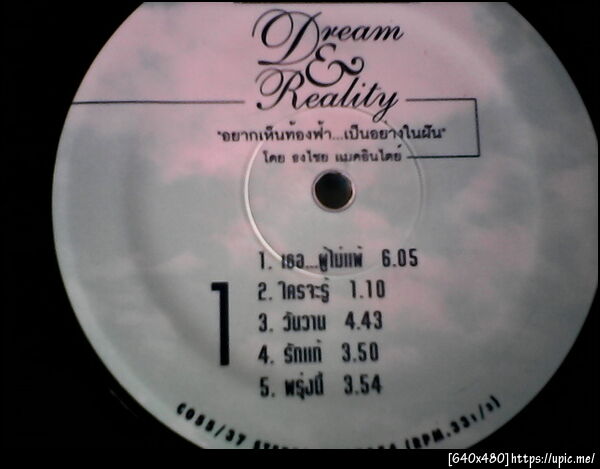 Dream
&
Reality
"อยากเห็นท้องฟ้า...เป็นอย่างในฝัน"
โดย ธงไชย แมคอินไตย์
1
1. เธอ...ผู้ไม่แพ้ 6.05
2. ใครจะรู้ 1.10
3. วันวาน 4.43
4. รักแท้ 3.50
5. พรุ่งนี้ 3.54
(RPM.33 1/3)
[640x480]https://upic.me/